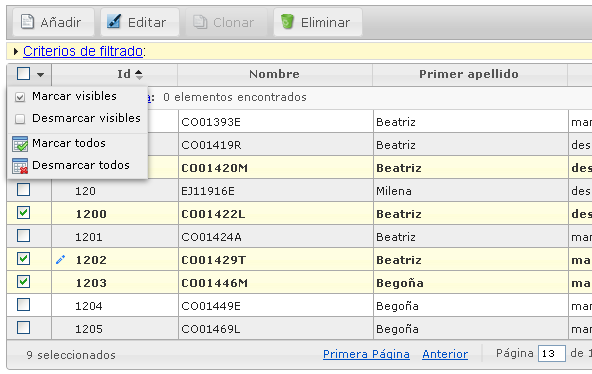 Añadir Editar Clonar Eliminar
Criterios de filtrado:
Id Nombre Primer apellido
Marcar visibles
a: 0 elementos encontrados
Desmarcar visibles
CO01393E Beatriz mar
Marcar todos
CO01419R Beatriz des
Desmarcar todos
CO01420M Beatriz des
120 EJ11916E Milena des
1200 CO01422L Beatriz des
1201 CO01424A Beatriz mar
1202 CO01429T Beatriz mar
1203 CO01446M Begoña mar
1204 CO01449E Begoña mar
1205 CO01469L Begoña mar
9 seleccionados Primera Página Anterior Página 13 de 1